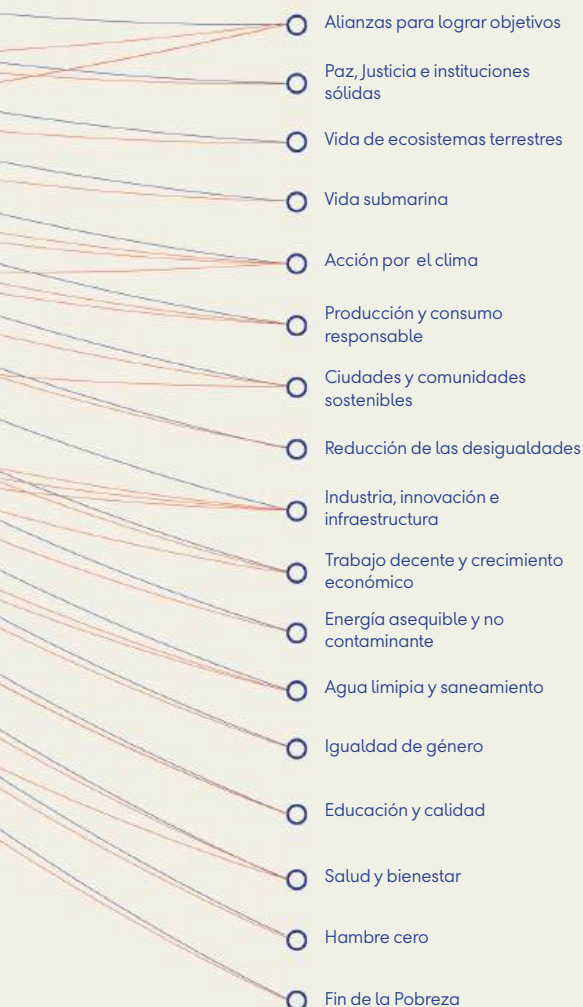 Alianzas para lograr objetivos
Paz, Justicia e instituciones
sólidas
Vida de ecosistemas terrestres
Vida submarina
Acción por el clima
Producción y consumo
responsable
Ciudades y comunidades
sostenibles
Reducción de las desigualdades
Industria, innovación e
infraestructura
Trabajo decente y crecimiento
económico
Energía asequible y no
contaminante
Agua limipia y saneamiento
Igualdad de género
Educación y calidad
Salud y bienestar
Hambre cero
Fin de la Pobreza